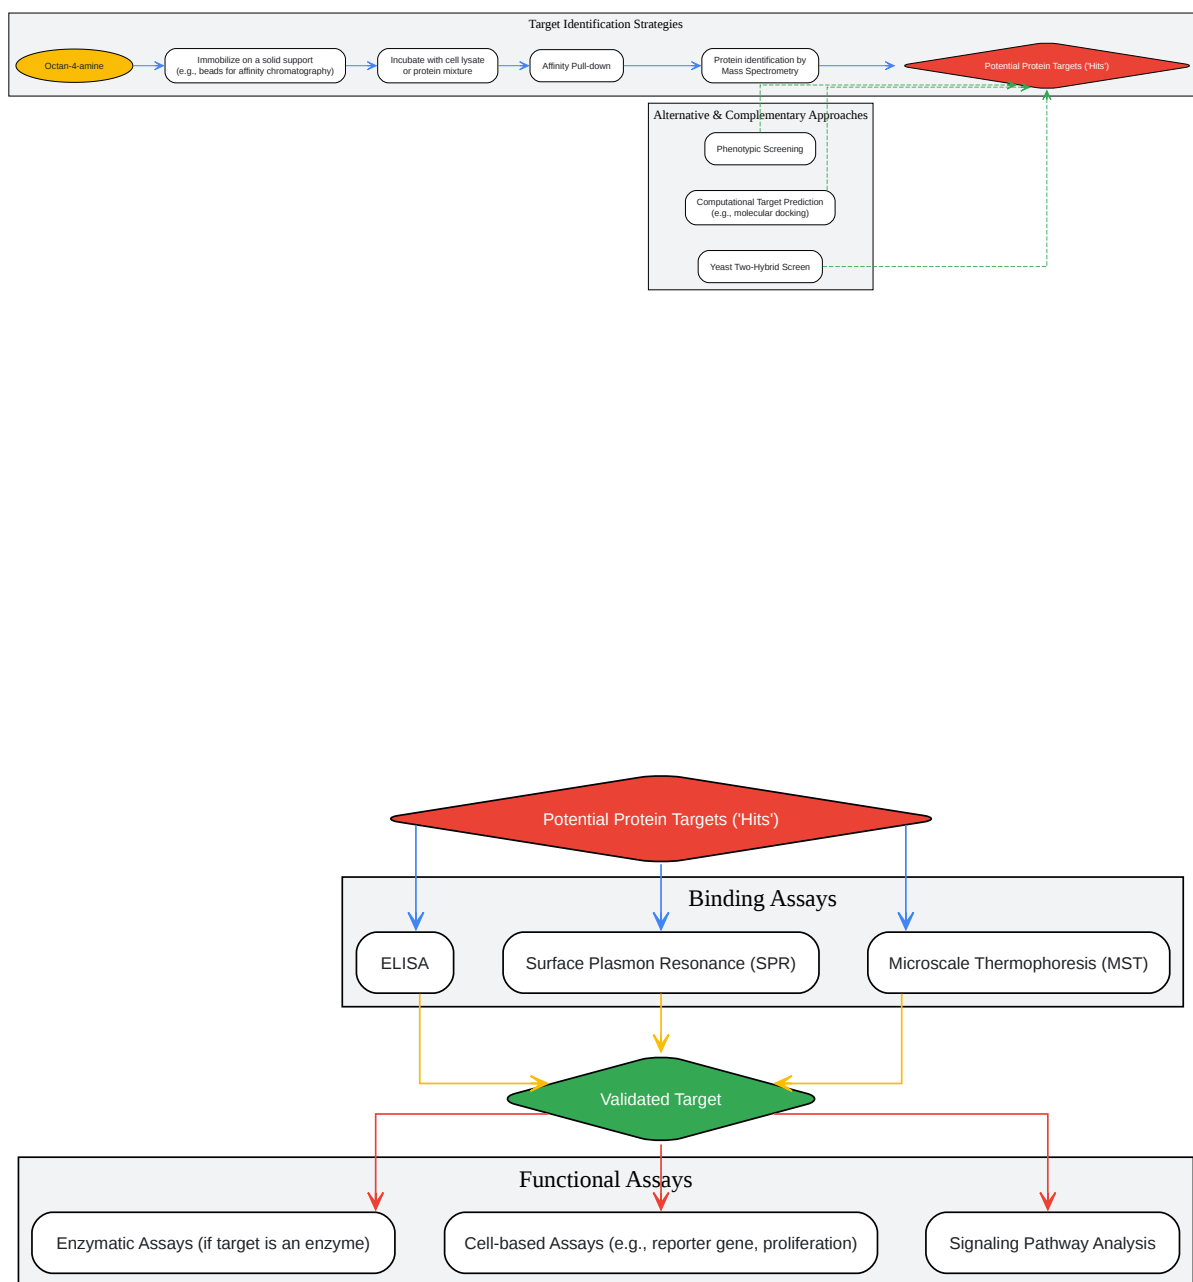 Target Identification Strategies
Octan-4-amine
Immobilize on a solid support
(e.g., beads for affinity chromatography)
Incubate with cell lysate
or protein mixture
Affinity Pull-down
Protein identification by
Mass Spectrometry
Potential Protein Targets ('Hits')
Alternative & Complementary Approaches
Phenotypic Screening
Computational Target Prediction
(e.g., molecular docking)
Yeast Two-Hybrid Screen
Potential Protein Targets ('Hits')
Binding Assays
ELISA
Surface Plasmon Resonance (SPR)
Microscale Thermophoresis (MST)
Validated Target
Functional Assays
Enzymatic Assays (if target is an enzyme)
Cell-based Assays (e.g., reporter gene, proliferation)
Signaling Pathway Analysis